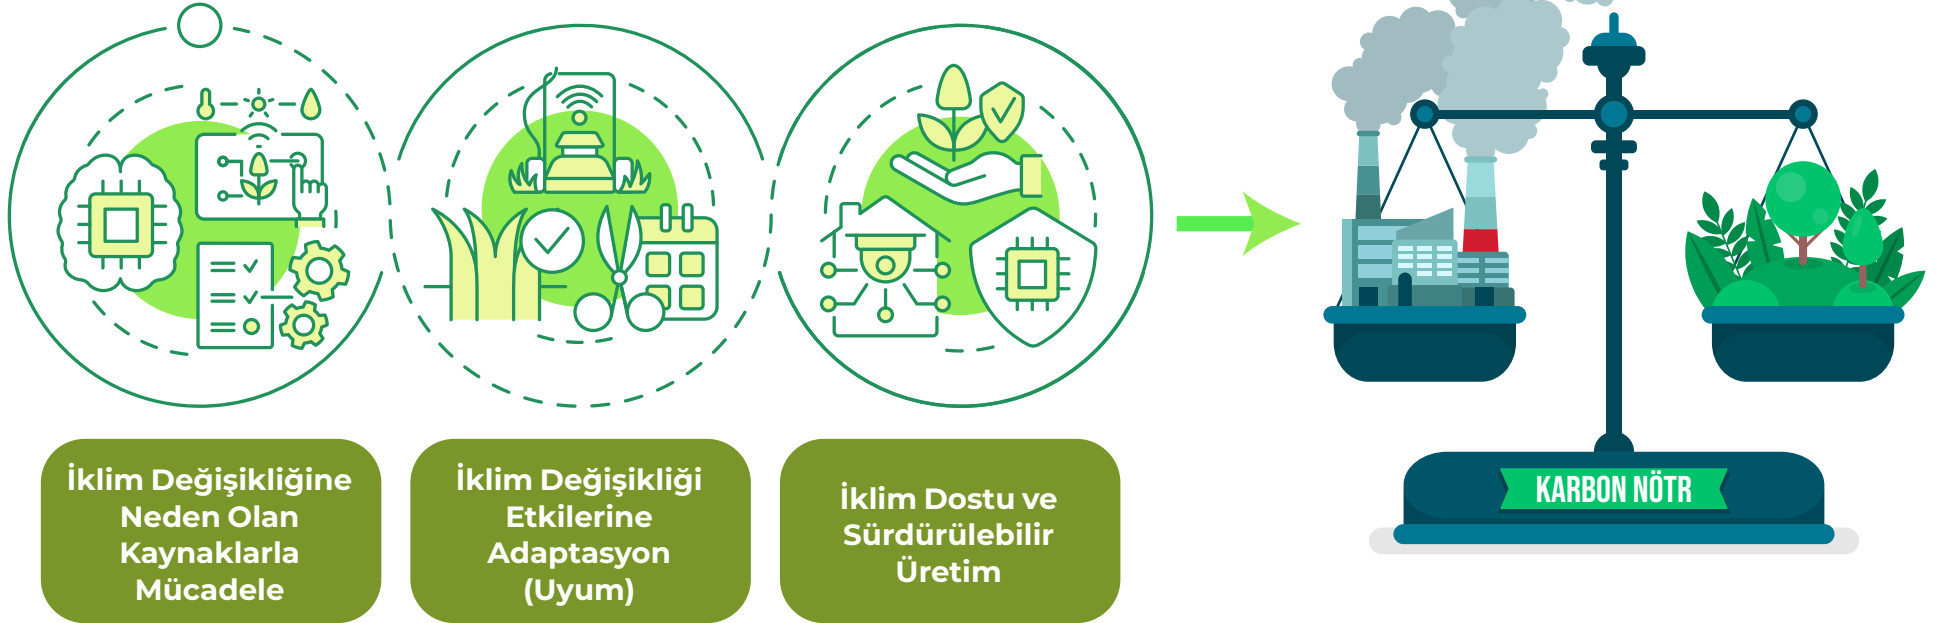 İklim Değişikliğine
Neden Olan
Kaynaklarla
Mücadele
İklim Değişikliği
Etkilerine
Adaptasyon
(Uyum)
İklim Dostu ve
Sürdürülebilir
Üretim
KARBON NÖTR